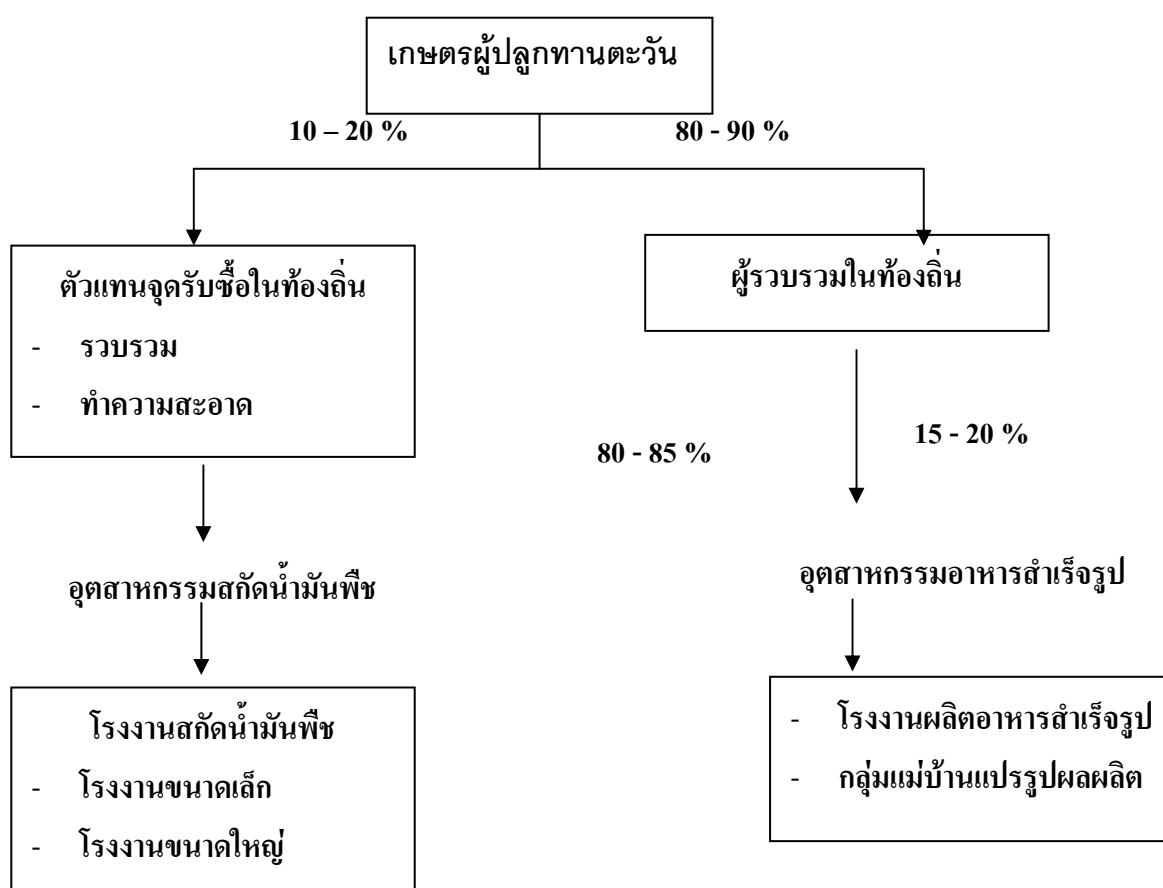 เกษตรผู้ปลูกทานตะวัน
10 – 20 %
80 - 90 %
ตัวแทนจุดรับซื้อในท้องถิ่น
- รวบรวม
- ทำความสะอาด
ผู้รวบรวมในท้องถิ่น
80 - 85 %
15 - 20 %
อุตสาหกรรมสกัดน้ำมันพืช
อุตสาหกรรมอาหารสำเร็จรูป
โรงงานสกัดน้ำมันพืช
- โรงงานขนาดเล็ก
- โรงงานขนาดใหญ่
- โรงงานผลิตอาหารสำเร็จรูป
- กลุ่มแม่บ้านแปรรูปผลผลิต